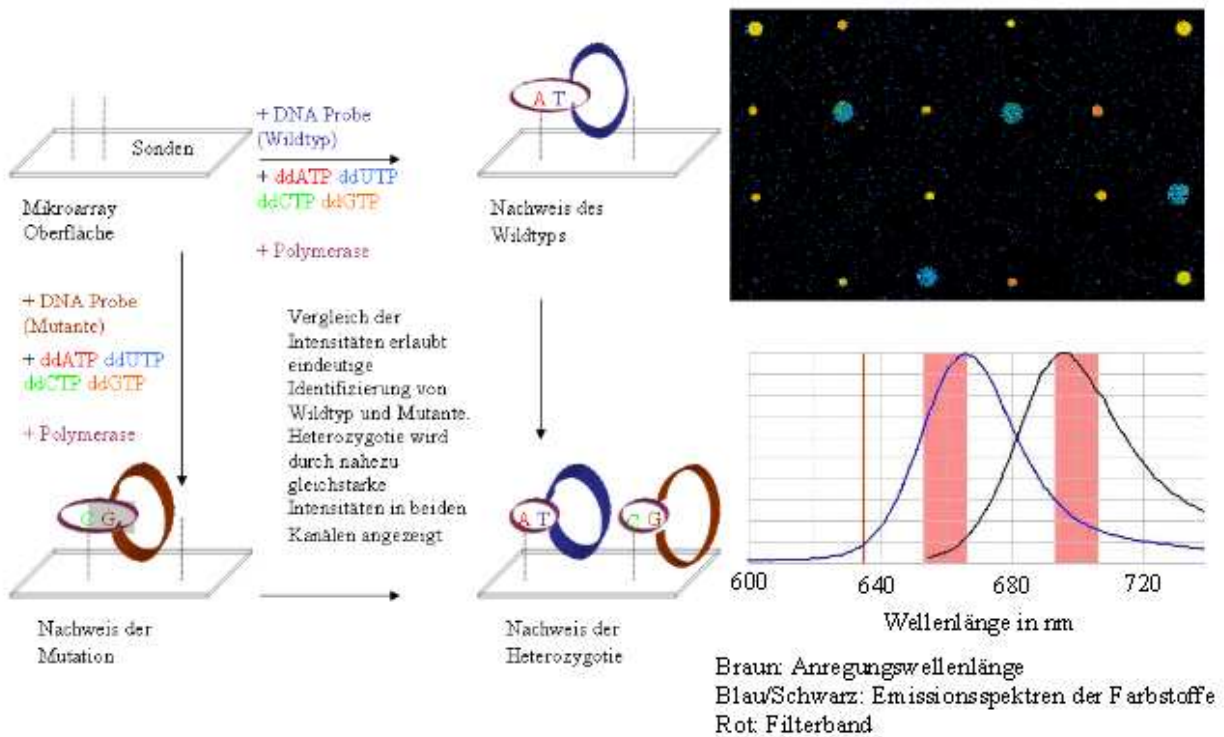 Sonden
Mikroarray
Oberfläche
+ DNA Probe
(Wildtyp)
+ ddATP ddUTP
ddCTP ddGTP
+ Polymerase
A T
Nachweis des
Wildtyps
+ DNA Probe
(Mutante)
+ ddATP ddUTP
ddCTP ddGTP
+ Polymerase
Vergleich der
Intensitäten erlaubt
eindeutige
Identifizierung von
Wildtyp und Mutante.
Heterozygotie wird
durch nahezu
gleichstarke
Intensitäten in beiden
Kanälen angezeigt
C G
Nachweis der
Mutation
A T
C G
Nachweis der
Heterozygotie
600 640 680 720
Wellenlänge in nm
Braun: Anregungswellenlänge
Blau/Schwarz: Emissionsspektren der Farbstoffe
Rot: Filterband